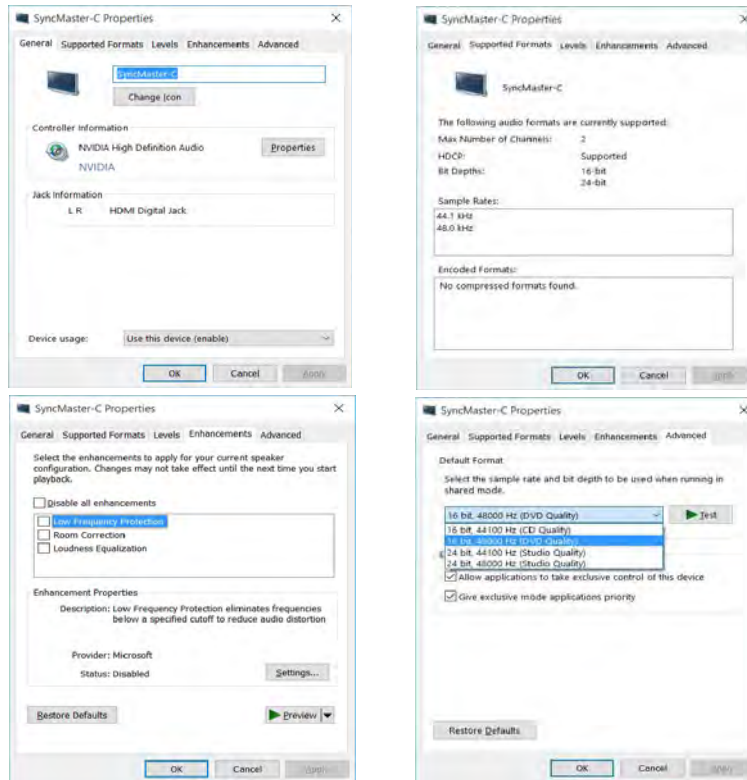 SyncMaster-C Properties
General Supported Formats Levels Enhancements Advanced
SyncMaster-C
Change Icon
Controller Information
NVIDIA High Definition Audio
Properties
NVIDIA
Jack Information
L R HDMI Digital Jack
Device usage:
Use this device (enable)
OK Cancel Apply
SyncMaster-C Properties
General Supported Formats Levels Enhancements Advanced
SyncMaster-C
The following audio formats are currently supported:
Max Number of Channels: 2
HDCP: Supported
Bit Depths: 16-bit
24-bit
Sample Rates:
44.1 kHz
48.0 kHz
Encoded Formats:
No compressed formats found.
OK Cancel Apply
SyncMaster-C Properties
General Supported Formats Levels Enhancements Advanced
Select the enhancements to apply for your current speaker
configuration. Changes may not take effect until the next time you start
playback.
Disable all enhancements
Low Frequency Protection
Room Correction
Loudness Equalization
Enhancement Properties
Description: Low Frequency Protection eliminates frequencies
below a specified cutoff to reduce audio distortion
Provider: Microsoft
Status: Disabled
Settings...
Restore Defaults
Preview
OK Cancel Apply
SyncMaster-C Properties
General Supported Formats Levels Enhancements Advanced
Default Format
Select the sample rate and bit depth to be used when running in
shared mode.
16 bit, 48000 Hz (DVD Quality)
Test
16 bit, 44100 Hz (CD Quality)
16 bit, 48000 Hz (DVD Quality)
24 bit, 44100 Hz (Studio Quality)
24 bit, 48000 Hz (Studio Quality)
Allow applications to take exclusive control of this device
Give exclusive mode applications priority
Restore Defaults
OK Cancel Apply